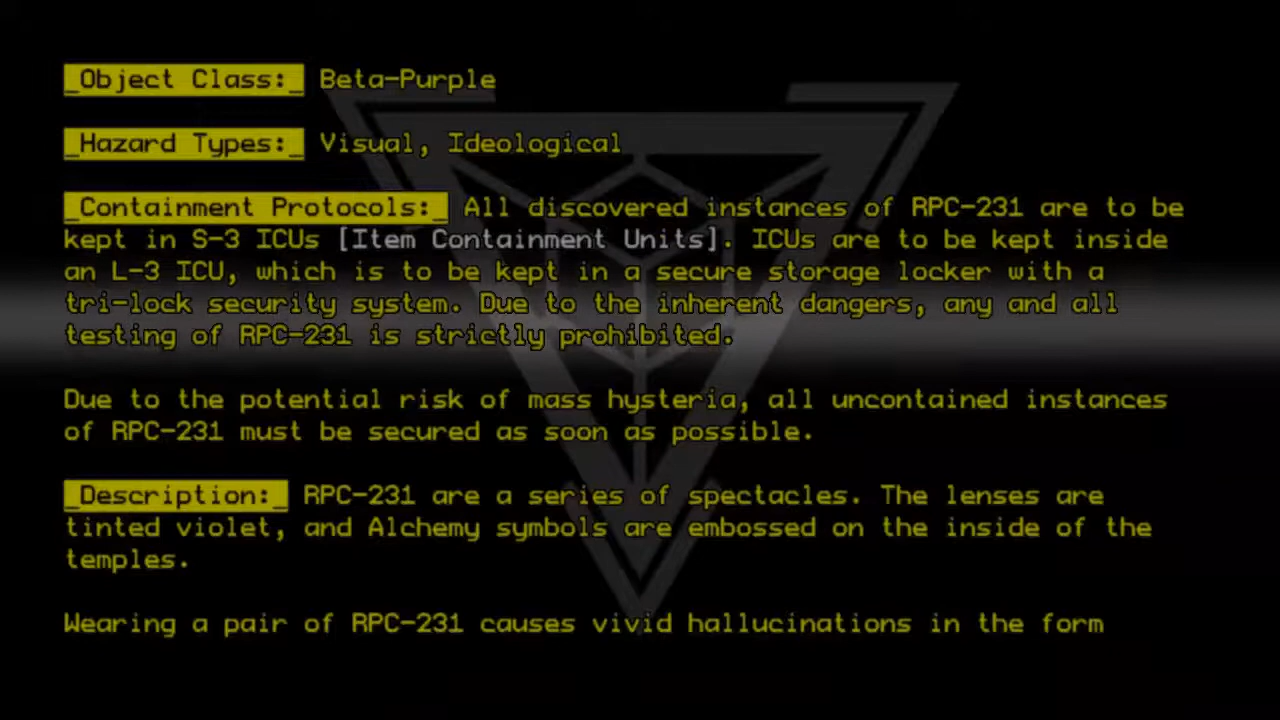 _Object Class:_ Beta-Purple
_Hazard Types:_ Visual, Ideological
_Containment Protocols:_ All discovered instances of RPC-231 are to be
kept in S-3 ICUs [Item Containment Units]. ICUs are to be kept inside
an L-3 ICU, which is to be kept in a secure storage locker with a
tri-lock security system. Due to the inherent dangers, any and all
testing of RPC-231 is strictly prohibited.
Due to the potential risk of mass hysteria, all uncontained instances
of RPC-231 must be secured as soon as possible.
_Description:_ RPC-231 are a series of spectacles. The lenses are
tinted violet, and Alchemy symbols are embossed on the inside of the
temples.
Wearing a pair of RPC-231 causes vivid hallucinations in the form